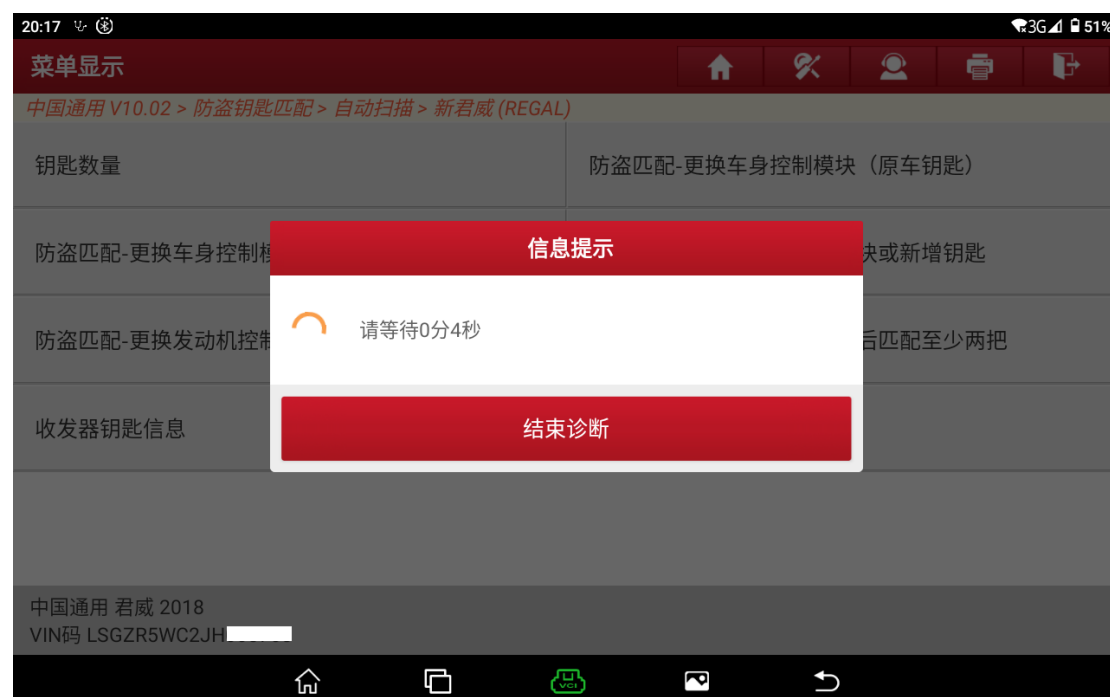 20:17 3G 51%
菜单显示
中国通用 V10.02 > 防盗钥匙匹配 > 自动扫描 > 新君威 (REGAL)
钥匙数量
防盗匹配-更换车身控制模块（原车钥匙）
防盗匹配-更换车身控制
块或新增钥匙
防盗匹配-更换发动机控制
后匹配至少两把
收发器钥匙信息
信息提示
请等待0分4秒
结束诊断
中国通用 君威 2018
VIN码 LSGZR5WC2JH
VCI